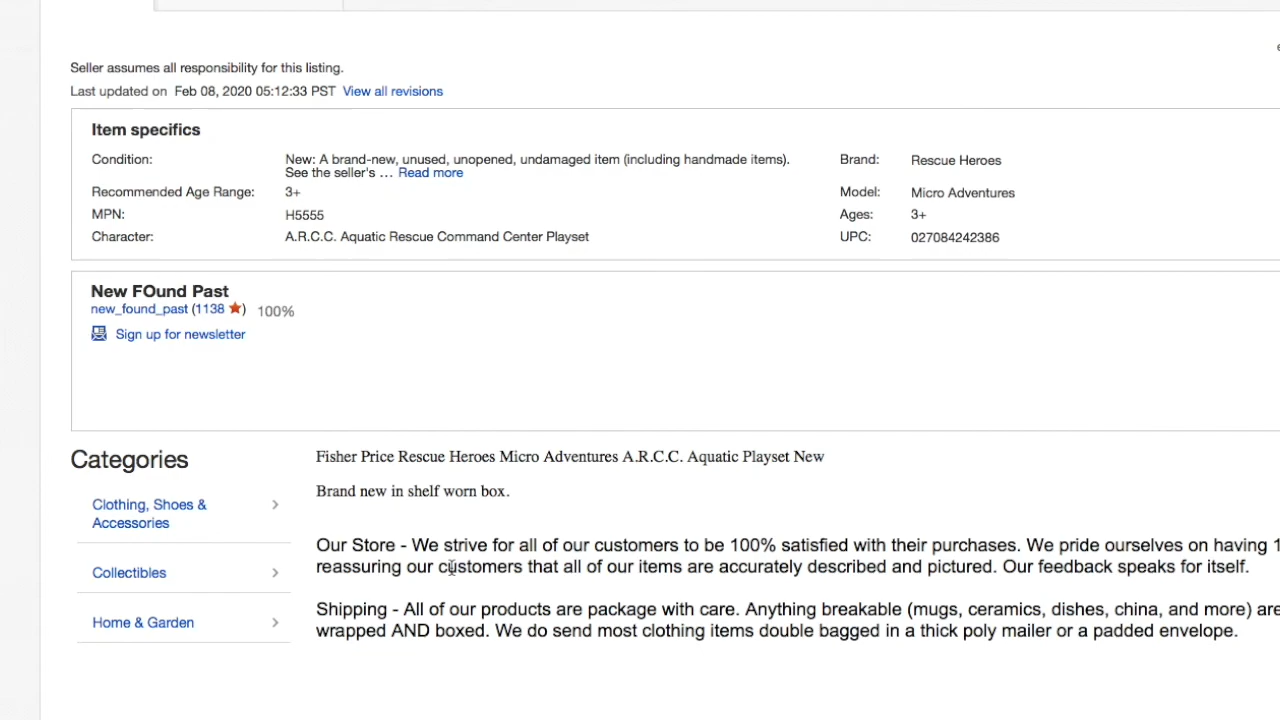 Seller assumes all responsibility for this listing.
Last updated on Feb 08, 2020 05:12:33 PST View all revisions
Item specifics
Condition: New: A brand-new, unused, unopened, undamaged item (including handmade items).
See the seller's ... Read more
Brand: Rescue Heroes
Recommended Age Range: 3+
Model: Micro Adventures
MPN: H5555
Ages: 3+
Character: A.R.C.C. Aquatic Rescue Command Center Playset
UPC: 027084242386
New FOund Past
new_found_past (1138) 100%
Sign up for newsletter
Categories
Clothing, Shoes &
Accessories
Collectibles
Home & Garden
Fisher Price Rescue Heroes Micro Adventures A.R.C.C. Aquatic Playset New
Brand new in shelf worn box.
Our Store - We strive for all of our customers to be 100% satisfied with their purchases. We pride ourselves on having
reassuring our customers that all of our items are accurately described and pictured. Our feedback speaks for itself.
Shipping - All of our products are package with care. Anything breakable (mugs, ceramics, dishes, china, and more) are
wrapped AND boxed. We do send most clothing items double bagged in a thick poly mailer or a padded envelope.